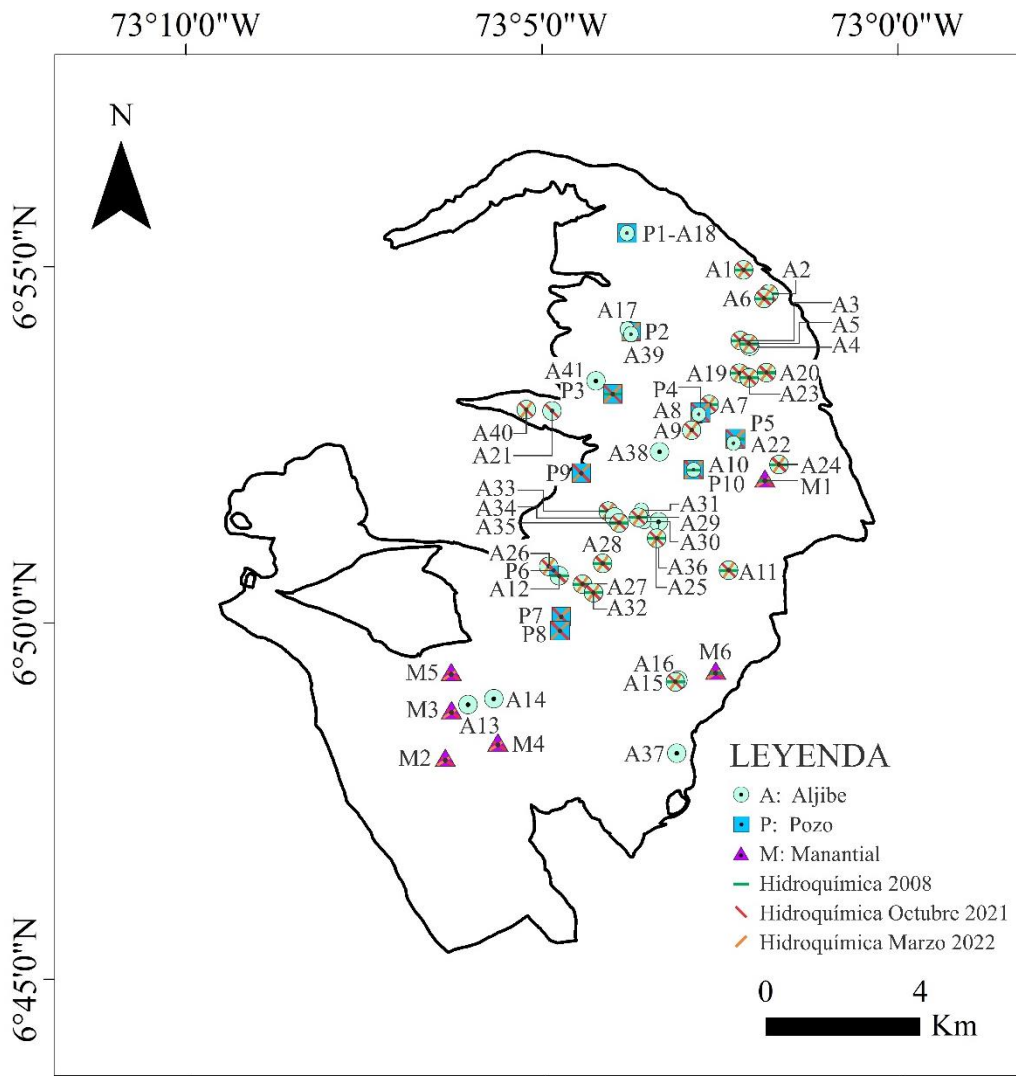 73°10'0"W 73°5'0"W 73°0'0"W
N
6°55'0"N
6°50'0"N
6°45'0"N
P1-A18
A1
A2
A6
A3
A5
A4
A17
P2
A39
A41
P3
A19
A20
A23
P4
A7
A8
A9
P5
A22
A40
A21
A38
A10
P10
A24
M1
P9
A33
A34
A35
A31
A29
A30
A36
A25
A26
P6
A12
A28
A27
A32
A11
P7
P8
M5
M3
A13
A14
M4
M2
A16
A15
M6
A37
LEYENDA
A: Aljibe
P: Pozo
M: Manantial
Hidroquímica 2008
Hidroquímica Octubre 2021
Hidroquímica Marzo 2022
0 4
Km